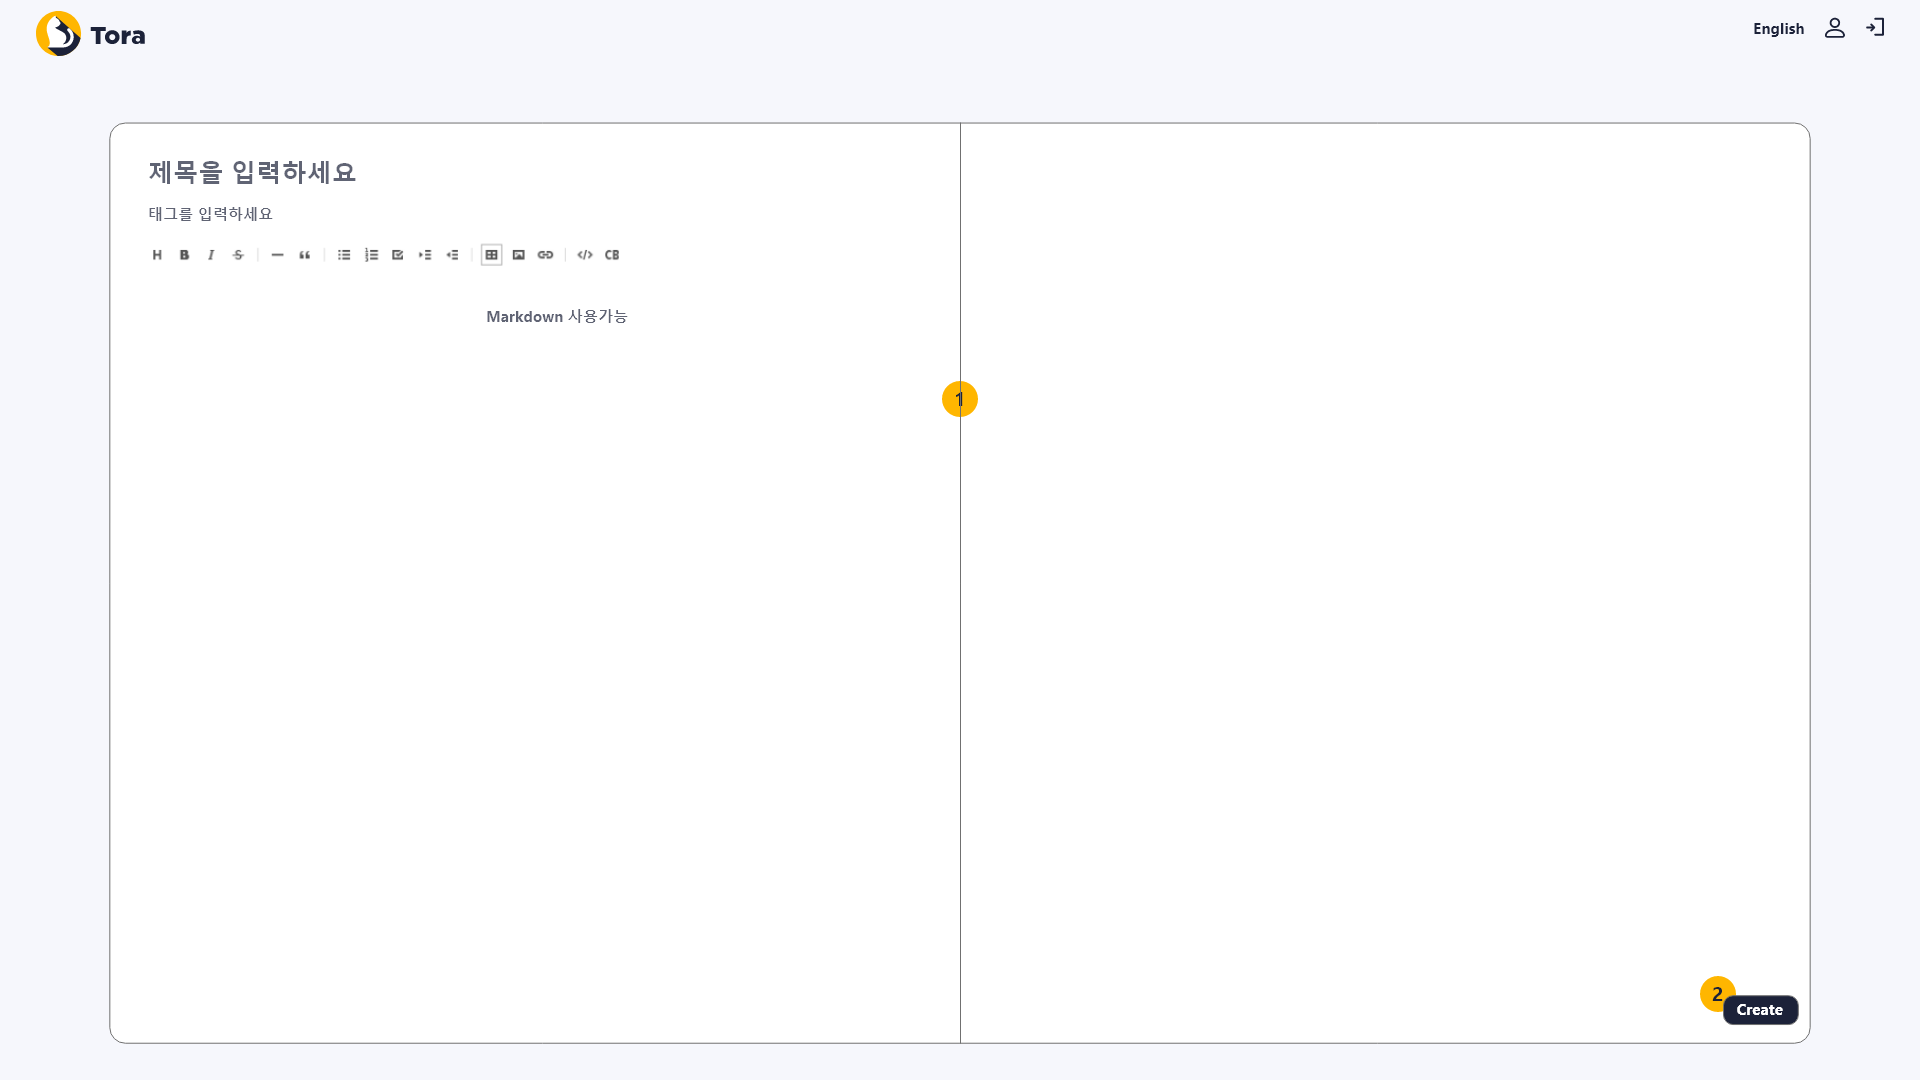 Tora
English
제목을 입력하세요
태그를 입력하세요
H B I S
CB
Markdown 사용가능
1
2
Create